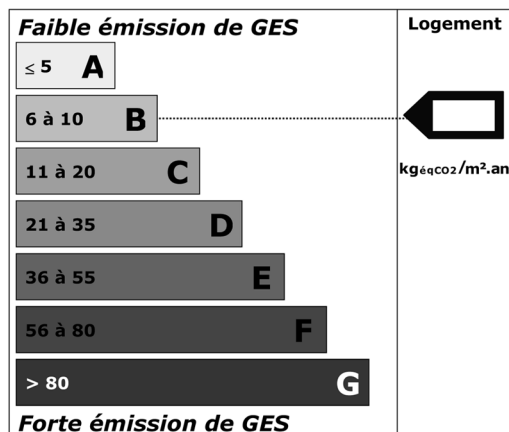 Faible émission de GES
Logement
≤ 5 A
6 à 10 B
11 à 20 C
kgéqCO2/m².an
21 à 35 D
36 à 55 E
56 à 80 F
> 80 G
Forte émission de GES